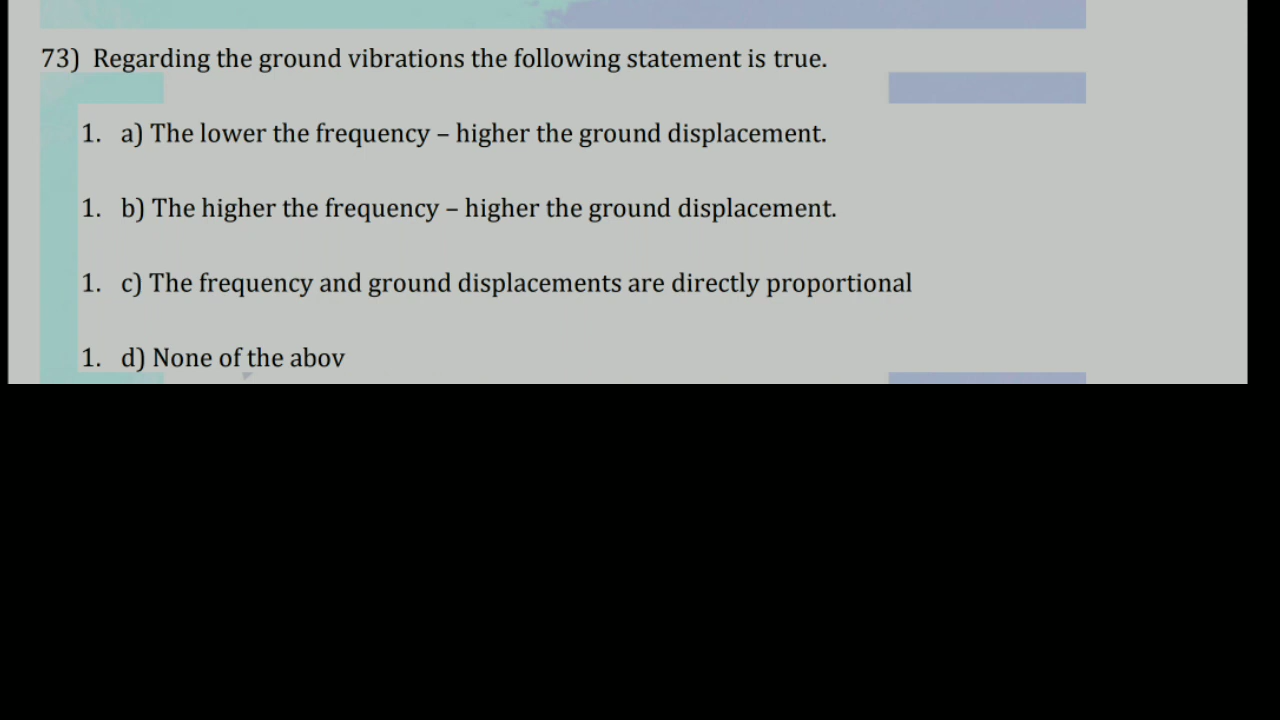 73) Regarding the ground vibrations the following statement is true.
1. a) The lower the frequency – higher the ground displacement.
1. b) The higher the frequency – higher the ground displacement.
1. c) The frequency and ground displacements are directly proportional
1. d) None of the abov